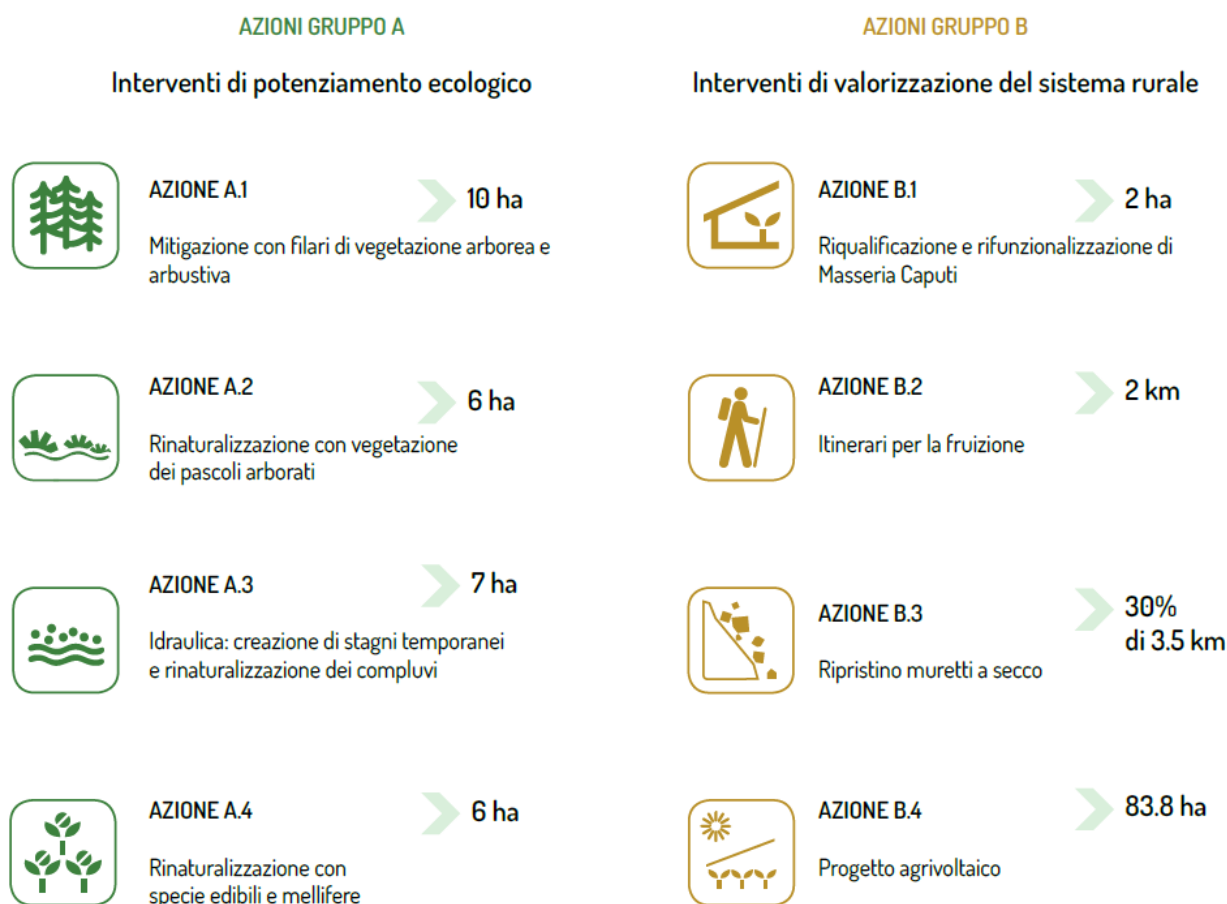 AZIONI GRUPPO A
Interventi di potenziamento ecologico
AZIONE A.1
10 ha
Mitigazione con filari di vegetazione arborea e
arbustiva
AZIONE A.2
6 ha
Rinaturalizzazione con vegetazione
dei pascoli arborati
AZIONE A.3
7 ha
Idraulica: creazione di stagni temporanei
e rinaturalizzazione dei compluvi
AZIONE A.4
6 ha
Rinaturalizzazione con
specie edibili e mellifere
AZIONI GRUPPO B
Interventi di valorizzazione del sistema rurale
AZIONE B.1
2 ha
Riqualificazione e rifunzionalizzazione di
Masseria Caputi
AZIONE B.2
2 km
Itinerari per la fruizione
AZIONE B.3
30%
di 3.5 km
Ripristino muretti a secco
AZIONE B.4
83.8 ha
Progetto agrivoltaico